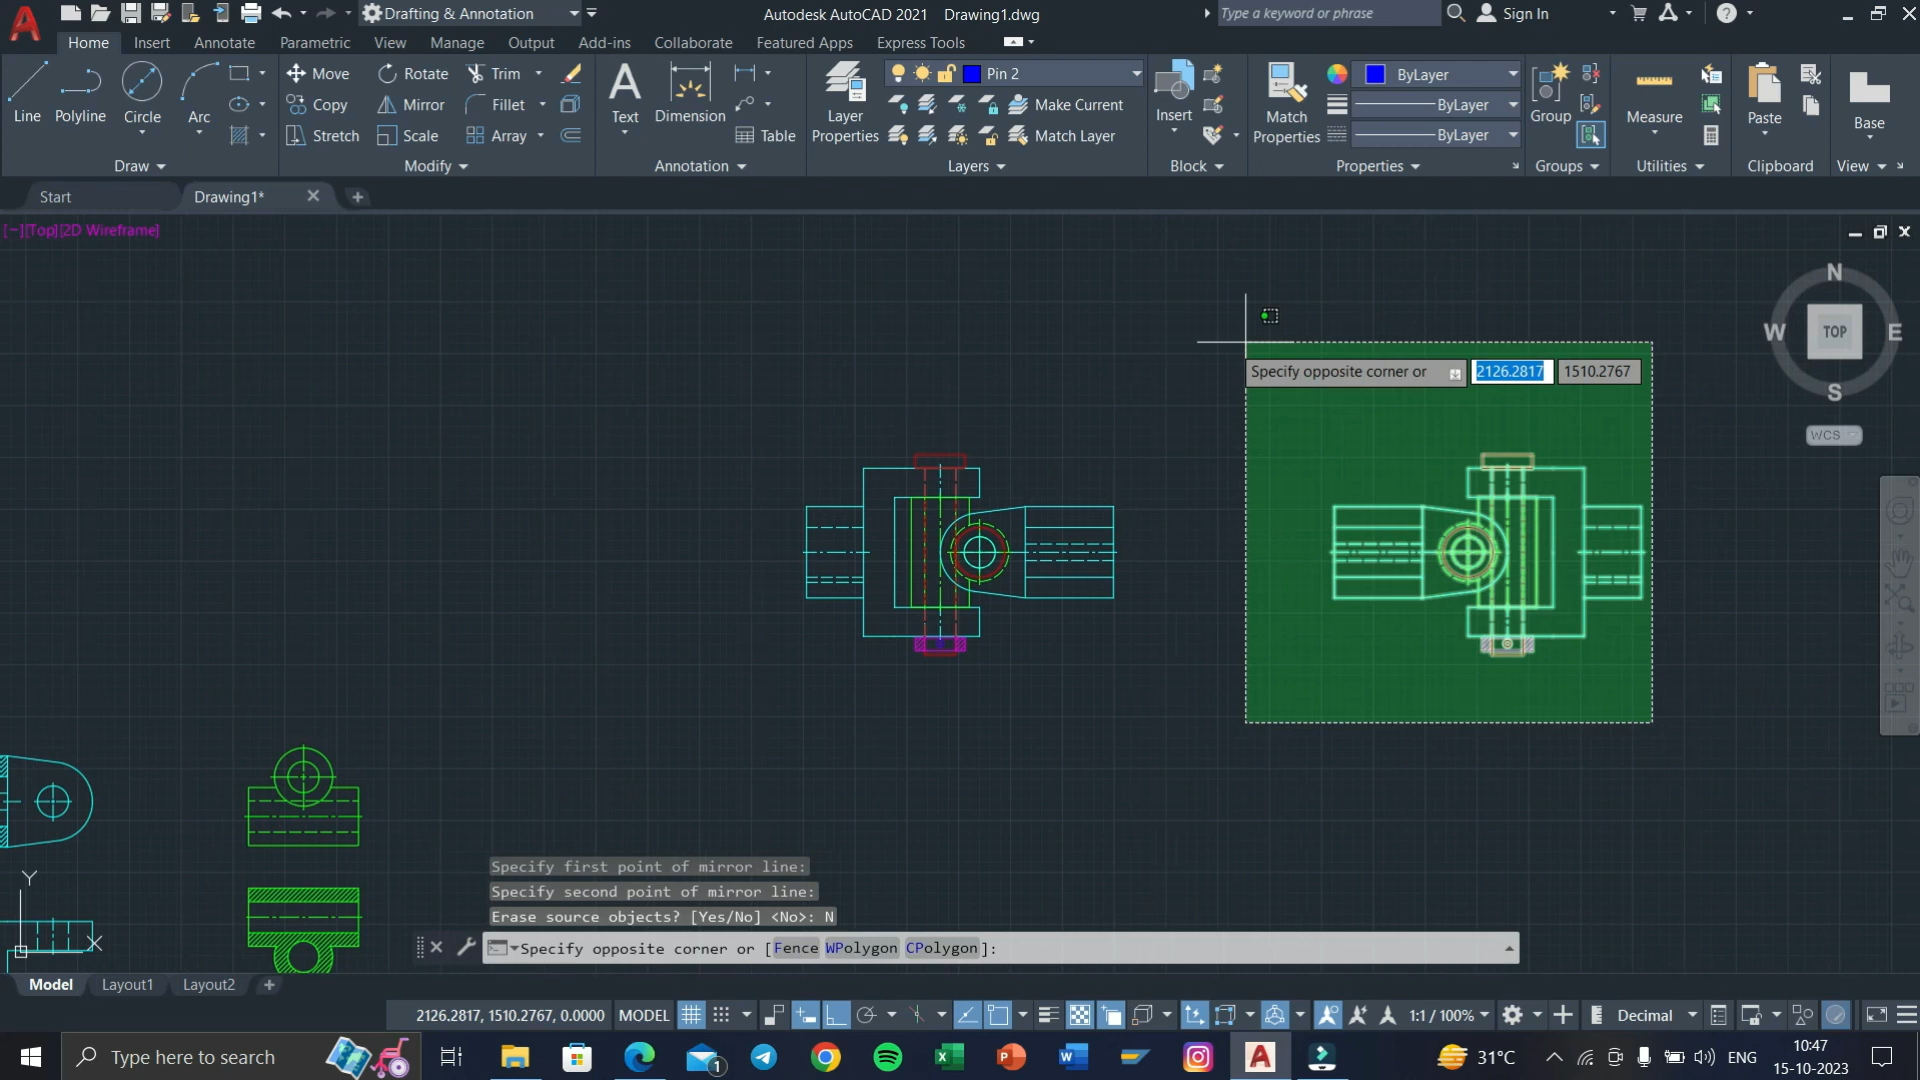 Drafting & Annotation
Autodesk AutoCAD 2021 Drawing1.dwg
Type a keyword or phrase
Sign In
Home Insert Annotate Parametric View Manage Output Add-ins Collaborate Featured Apps Express Tools
Line Polyline Circle Arc
Move Rotate Trim
Copy Mirror Fillet
Stretch Scale Array
Text Dimension Table
Layer Properties
Pin 2
Make Current
Match Layer
Insert
Match Properties
ByLayer
ByLayer
ByLayer
Group Measure Paste Base
Draw Modify Annotation Layers Block Properties Groups Utilities Clipboard View
Start Drawing1*
[−][Top][2D Wireframe]
N
W TOP E
S
WCS
Specify opposite corner or 2126.2817 1510.2767
Y
X
Specify first point of mirror line:
Specify second point of mirror line:
Erase source objects? [Yes/No] <No>: N
Specify opposite corner or [Fence WPolygon CPolygon]:
Model Layout1 Layout2
2126.2817, 1510.2767, 0.0000 MODEL 1:1 / 100% Decimal
Type here to search
1
31°C ENG
10:47
15-10-2023